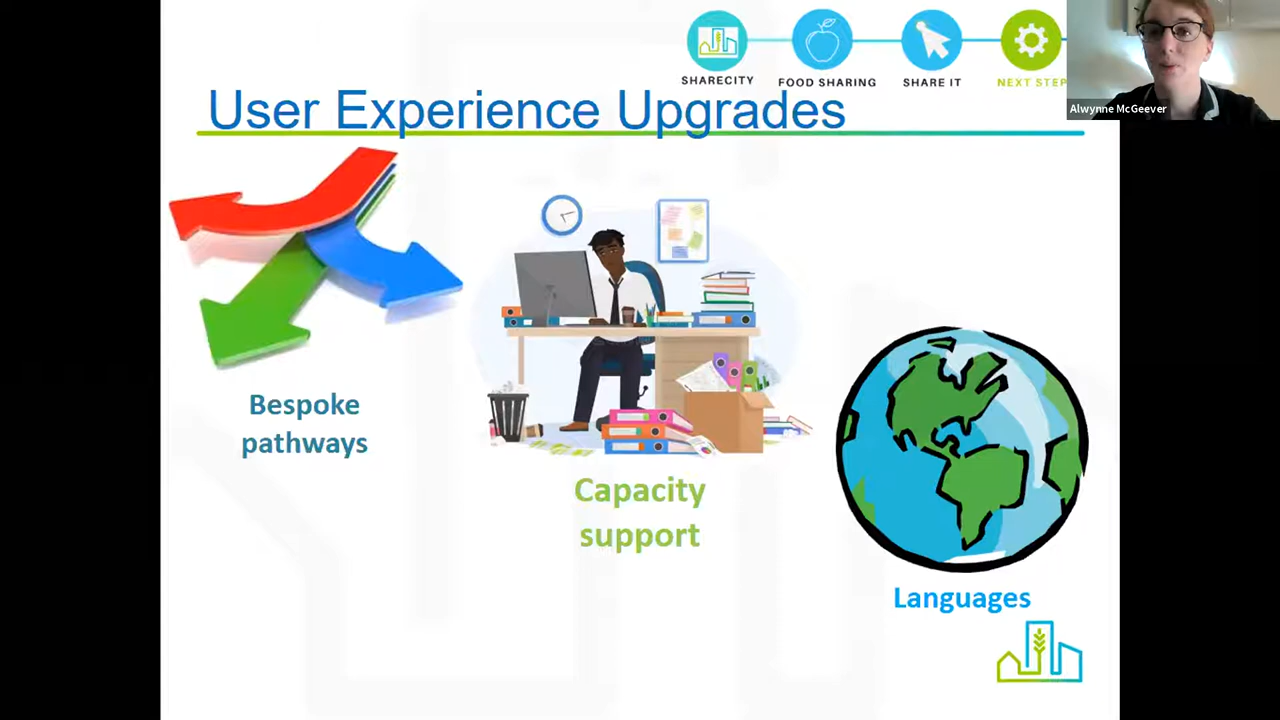 SHARECITY
FOOD SHARING
SHARE IT
NEXT STEP
Alwynne McGeever
User Experience Upgrades
Bespoke
pathways
Capacity
support
Languages